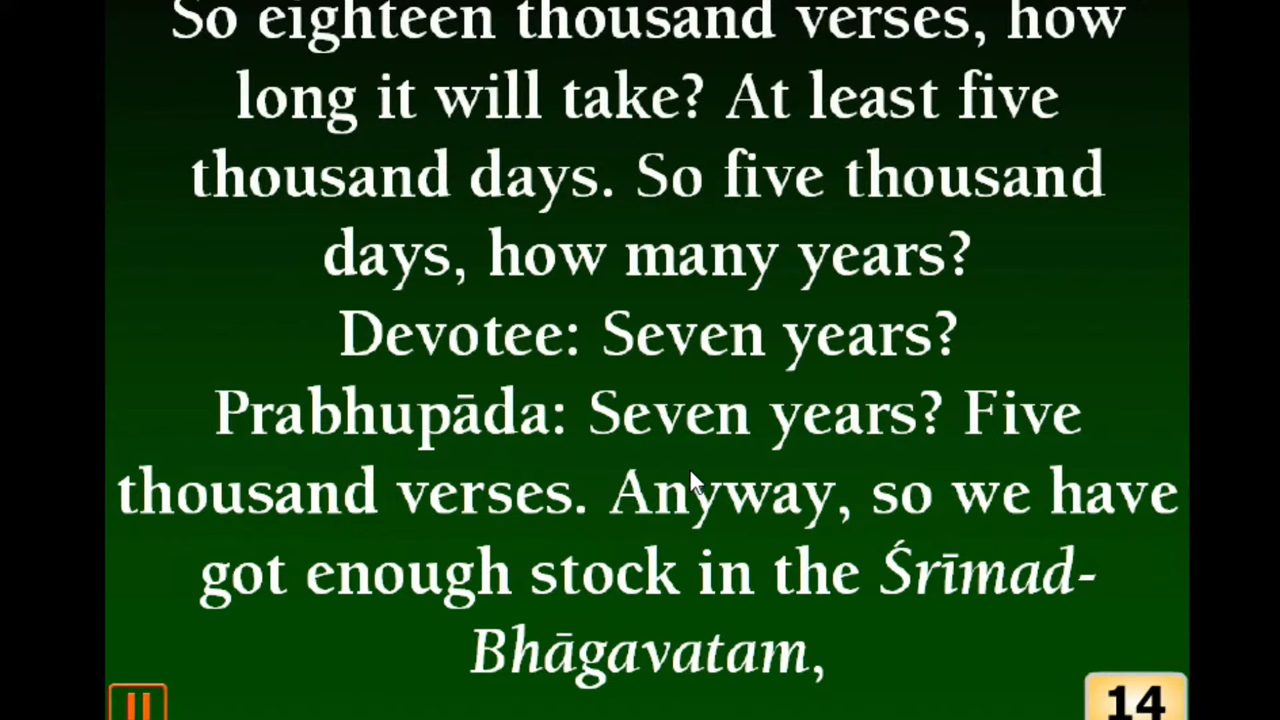 So eighteen thousand verses, how
long it will take? At least five
thousand days. So five thousand
days, how many years?
Devotee: Seven years?
Prabhupāda: Seven years? Five
thousand verses. Anyway, so we have
got enough stock in the Śrīmad-
Bhāgavatam,
14